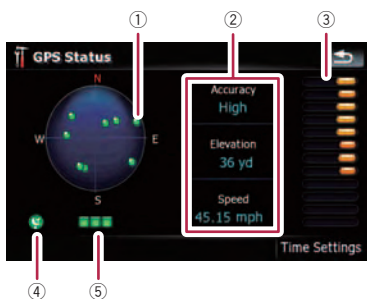 ① ② ③
GPS Status
N
W E
S
Accuracy
High
Elevation
36 yd
Speed
45.15 mph
Time Settings
④ ⑤